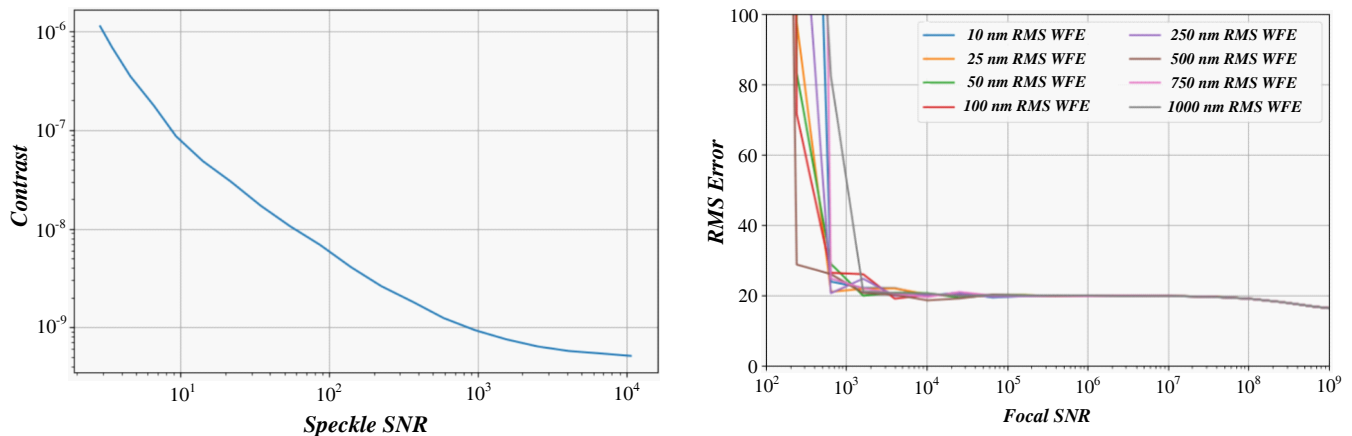 10^-6
10^-7
10^-8
10^-9
Contrast
10^1
10^2
10^3
10^4
Speckle SNR
100
80
60
40
20
0
RMS Error
10 nm RMS WFE
25 nm RMS WFE
50 nm RMS WFE
100 nm RMS WFE
250 nm RMS WFE
500 nm RMS WFE
750 nm RMS WFE
1000 nm RMS WFE
10^2
10^3
10^4
10^5
10^6
10^7
10^8
10^9
Focal SNR